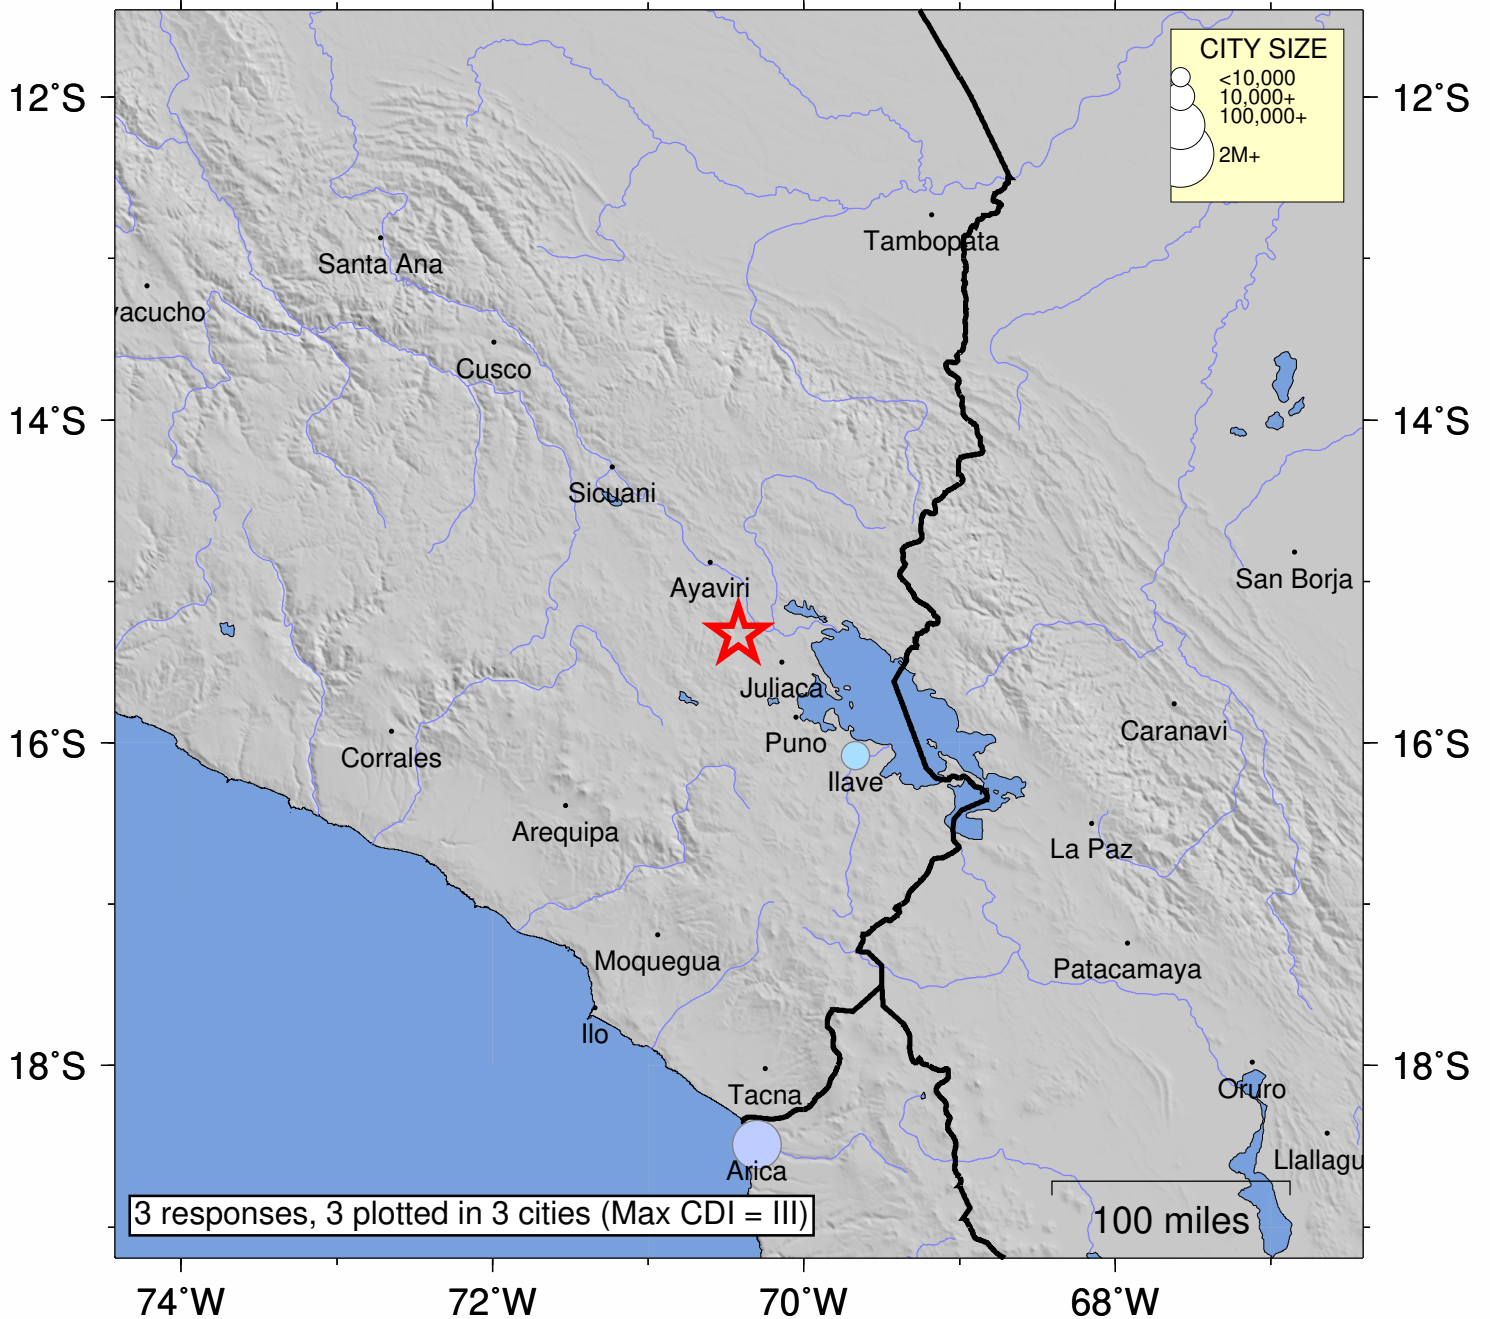 CITY SIZE
<10,000
10,000+
100,000+
2M+
12°S
12°S
Tambopata
Santa Ana
yacucho
Cusco
14°S
14°S
Sicuani
Ayaviri
San Borja
Juliaca
Caranavi
16°S
16°S
Puno
Corrales
Ilave
Arequipa
La Paz
Moquegua
Patacamaya
Ilo
18°S
18°S
Tacna
Oruro
Arica
Llallagu
3 responses, 3 plotted in 3 cities (Max CDI = III)
100 miles
74°W
72°W
70°W
68°W